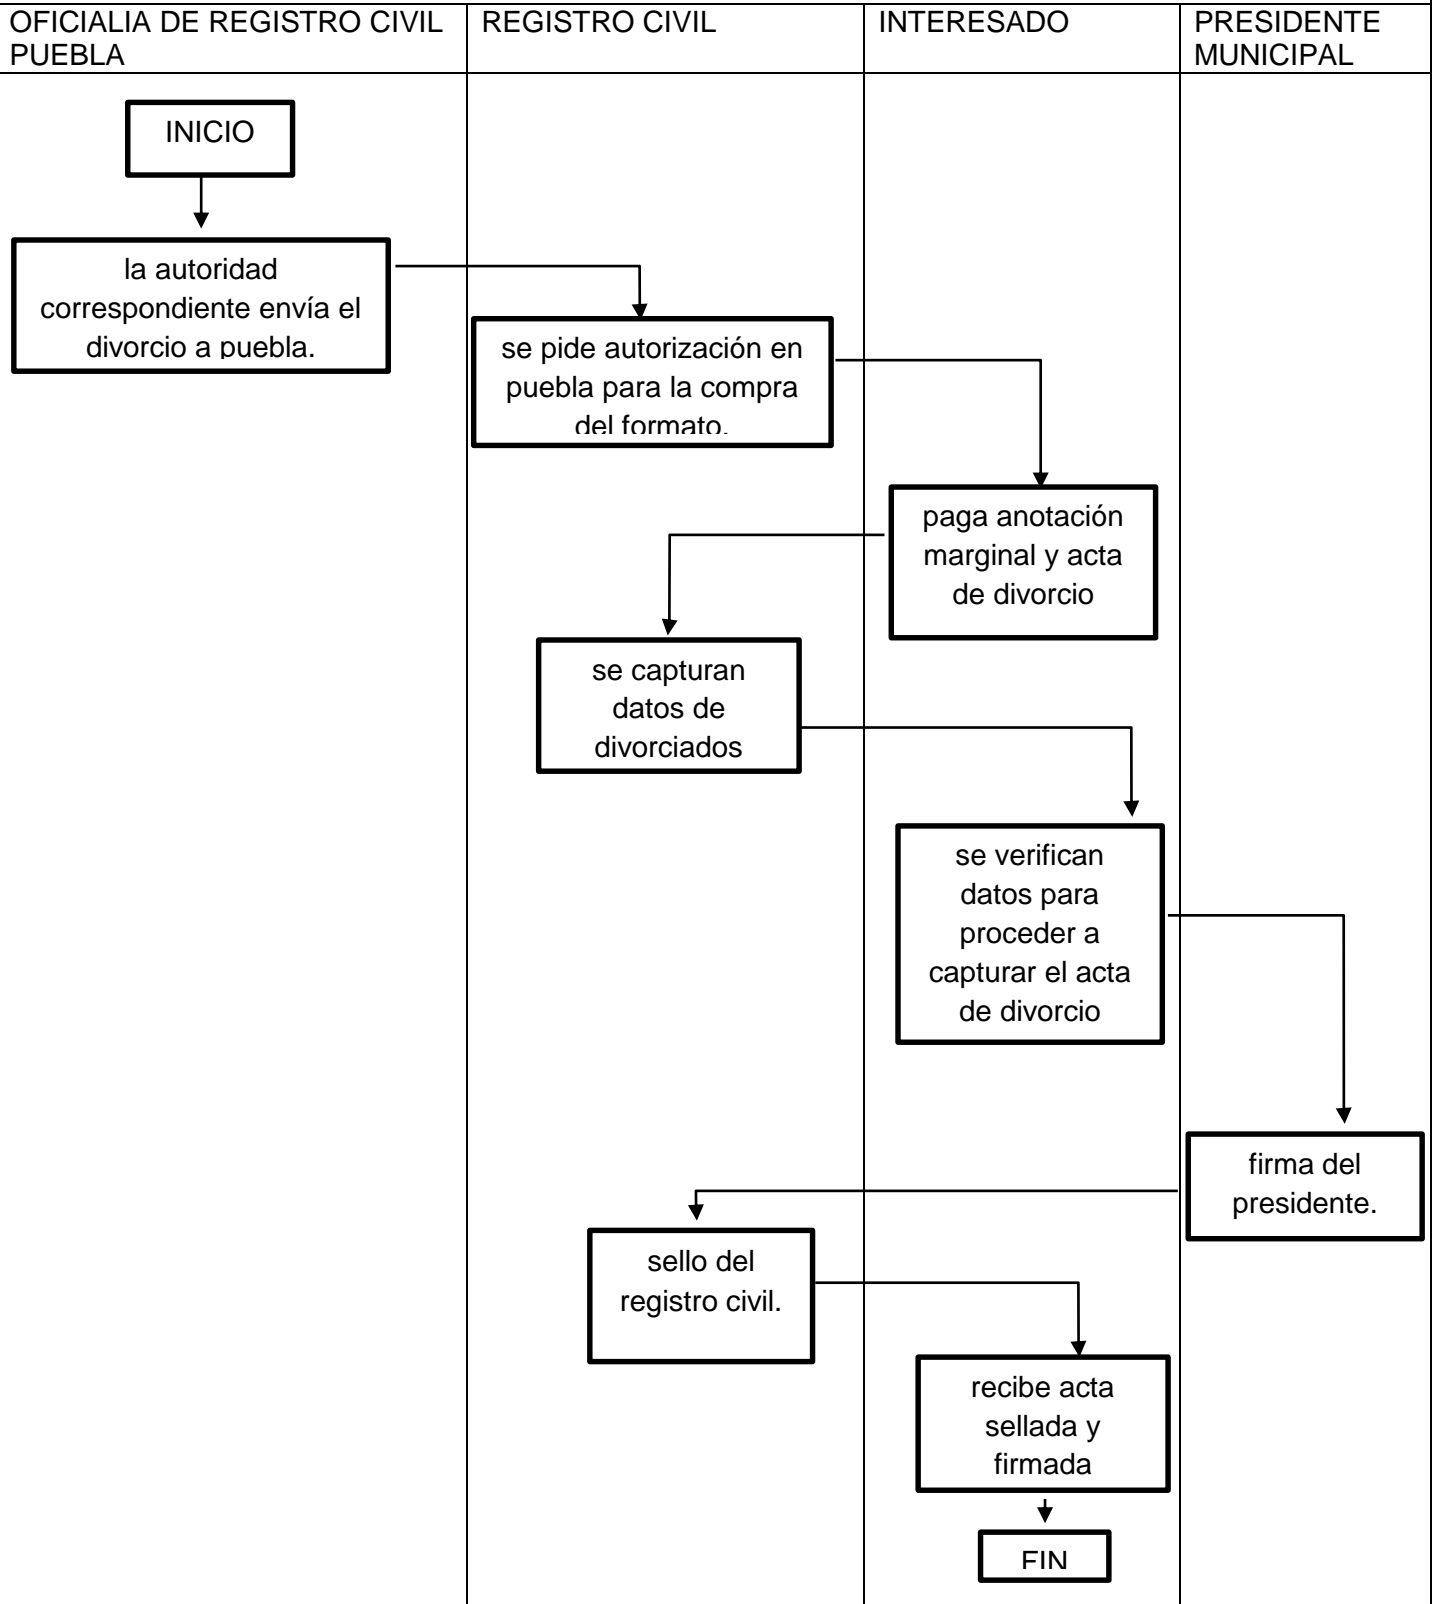 OFICIALIA DE REGISTRO CIVIL
PUEBLA
REGISTRO CIVIL
INTERESADO
PRESIDENTE
MUNICIPAL
INICIO
la autoridad
correspondiente envía el
divorcio a puebla.
se pide autorización en
puebla para la compra
del formato.
paga anotación
marginal y acta
de divorcio
se capturan
datos de
divorciados
se verifican
datos para
proceder a
capturar el acta
de divorcio
firma del
presidente.
sello del
registro civil.
recibe acta
sellada y
firmada
FIN